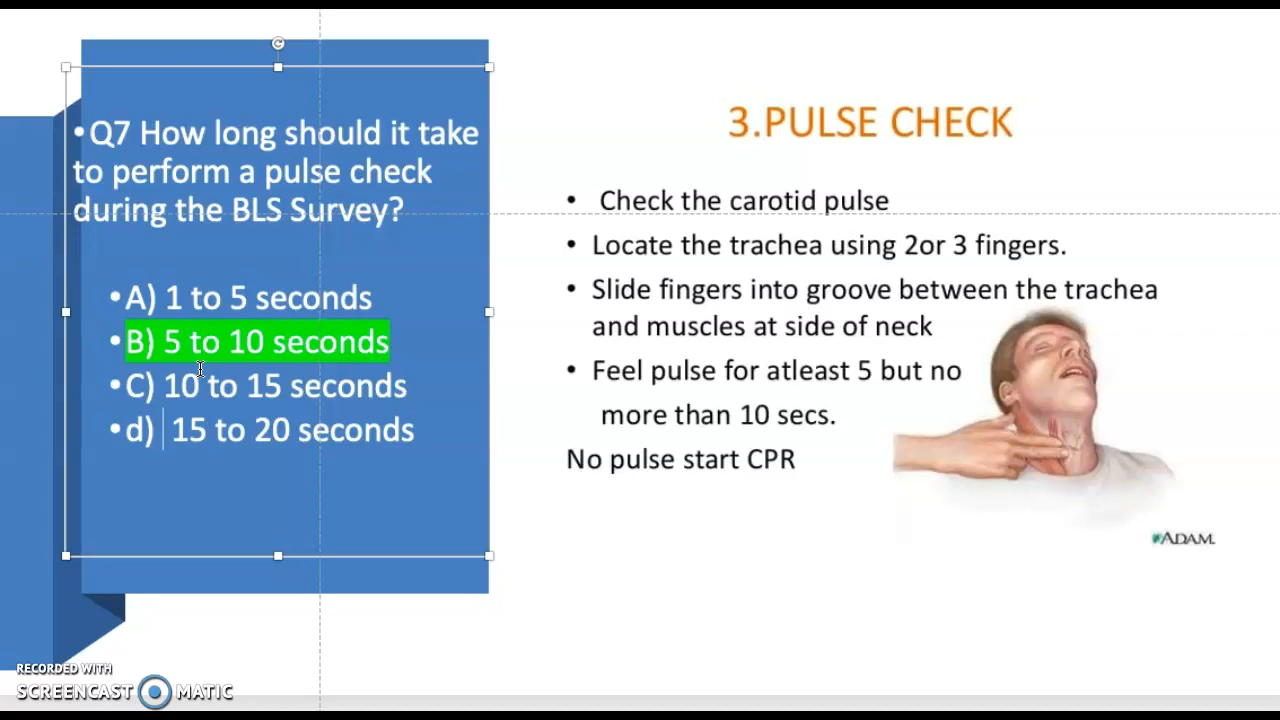 •Q7 How long should it take
to perform a pulse check
during the BLS Survey?
•A) 1 to 5 seconds
•B) 5 to 10 seconds
•C) 10 to 15 seconds
•d) 15 to 20 seconds
3.PULSE CHECK
• Check the carotid pulse
• Locate the trachea using 2or 3 fingers.
• Slide fingers into groove between the trachea
and muscles at side of neck
• Feel pulse for atleast 5 but no
more than 10 secs.
No pulse start CPR
ADAM.
RECORDED WITH
SCREENCAST MATIC